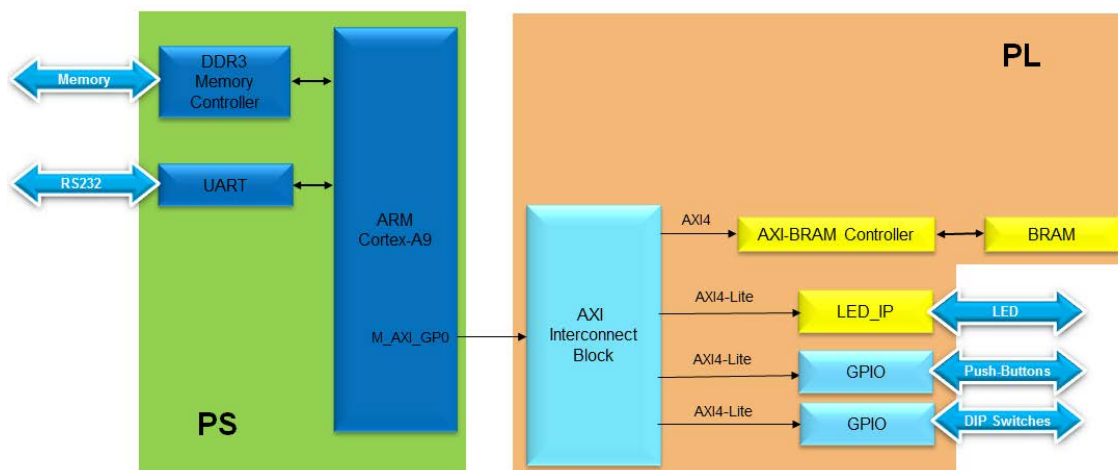 PL
DDR3
Memory
Controller
Memory
UART
RS232
ARM
Cortex-A9
M_AXI_GP0
PS
AXI
Interconnect
Block
AXI4
AXI-BRAM Controller
BRAM
AXI4-Lite
LED_IP
LED
AXI4-Lite
GPIO
Push-Buttons
AXI4-Lite
GPIO
DIP Switches